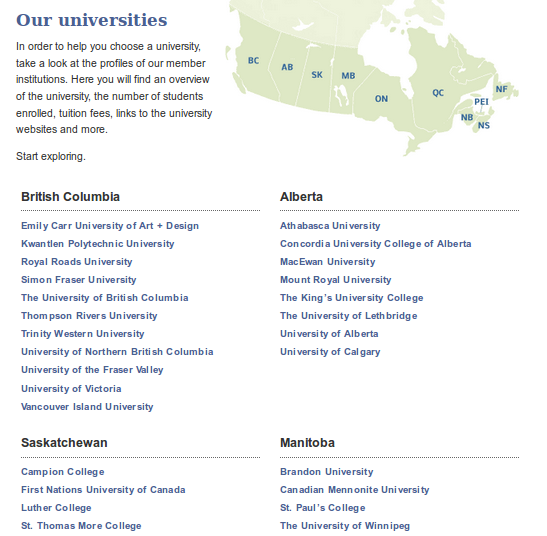 Our universities
In order to help you choose a university,
take a look at the profiles of our member
institutions. Here you will find an overview
of the university, the number of students
enrolled, tuition fees, links to the university
websites and more.
Start exploring.
BC
AB
SK
MB
ON
QC
NF
PEI
NB
NS
British Columbia
Emily Carr University of Art + Design
Kwantlen Polytechnic University
Royal Roads University
Simon Fraser University
The University of British Columbia
Thompson Rivers University
Trinity Western University
University of Northern British Columbia
University of the Fraser Valley
University of Victoria
Vancouver Island University
Alberta
Athabasca University
Concordia University College of Alberta
MacEwan University
Mount Royal University
The King's University College
The University of Lethbridge
University of Alberta
University of Calgary
Saskatchewan
Campion College
First Nations University of Canada
Luther College
St. Thomas More College
Manitoba
Brandon University
Canadian Mennonite University
St. Paul's College
The University of Winnipeg